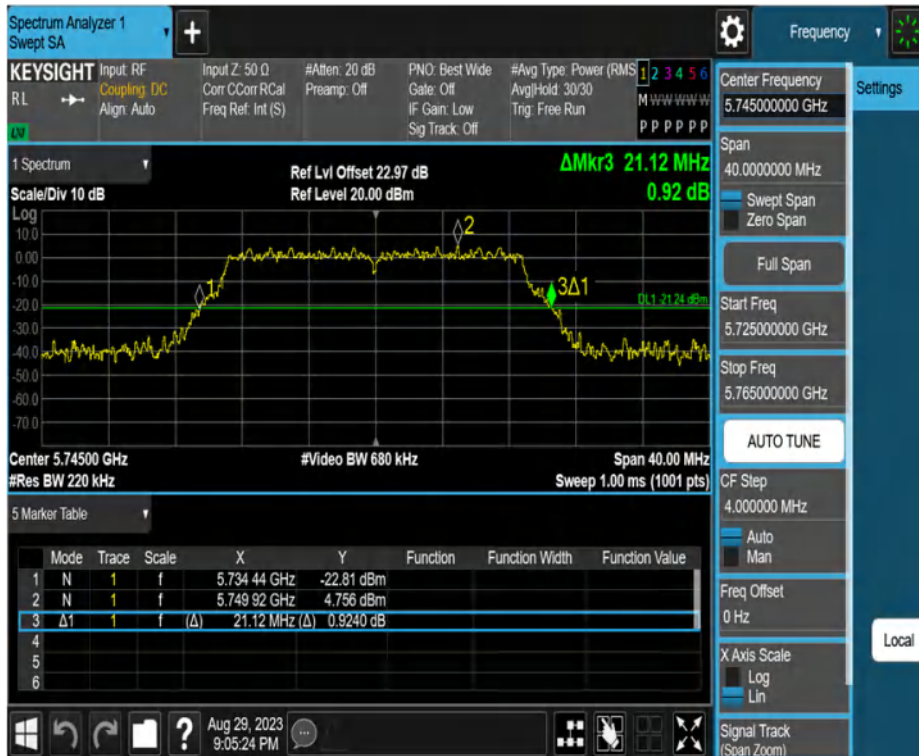 Spectrum Analyzer 1
Swept SA
+
Frequency
KEYSIGHT
RL
LXI
Input: RF
Coupling: DC
Align: Auto
Input Z: 50 Ω
Corr CCorr RCal
Freq Ref: Int (S)
#Atten: 20 dB
Preamp: Off
PNO: Best Wide
Gate: Off
IF Gain: Low
Sig Track: Off
#Avg Type: Power (RMS
Avg|Hold: 30/30
Trig: Free Run
1 2 3 4 5 6
M W W W W W
P P P P P P
1 Spectrum
Scale/Div 10 dB
Ref Lvl Offset 22.97 dB
Ref Level 20.00 dBm
ΔMkr3 21.12 MHz
0.92 dB
Log
10.0
0.00
-10.0
-20.0
-30.0
-40.0
-50.0
-60.0
-70.0
1
2
3Δ1
DL1 -21.24 dBm
Center 5.74500 GHz
#Video BW 680 kHz
Span 40.00 MHz
#Res BW 220 kHz
Sweep 1.00 ms (1001 pts)
5 Marker Table
Mode Trace Scale X Y Function Function Width Function Value
1 N 1 f 5.734 44 GHz -22.81 dBm
2 N 1 f 5.749 92 GHz 4.756 dBm
3 Δ1 1 f (Δ) 21.12 MHz (Δ) 0.9240 dB
4
5
6
?
Aug 29, 2023
9:05:24 PM
Center Frequency
5.745000000 GHz
Span
40.0000000 MHz
Swept Span
Zero Span
Full Span
Start Freq
5.725000000 GHz
Stop Freq
5.765000000 GHz
AUTO TUNE
CF Step
4.000000 MHz
Auto
Man
Freq Offset
0 Hz
X Axis Scale
Log
Lin
Signal Track
(Span Zoom)
Settings
Local